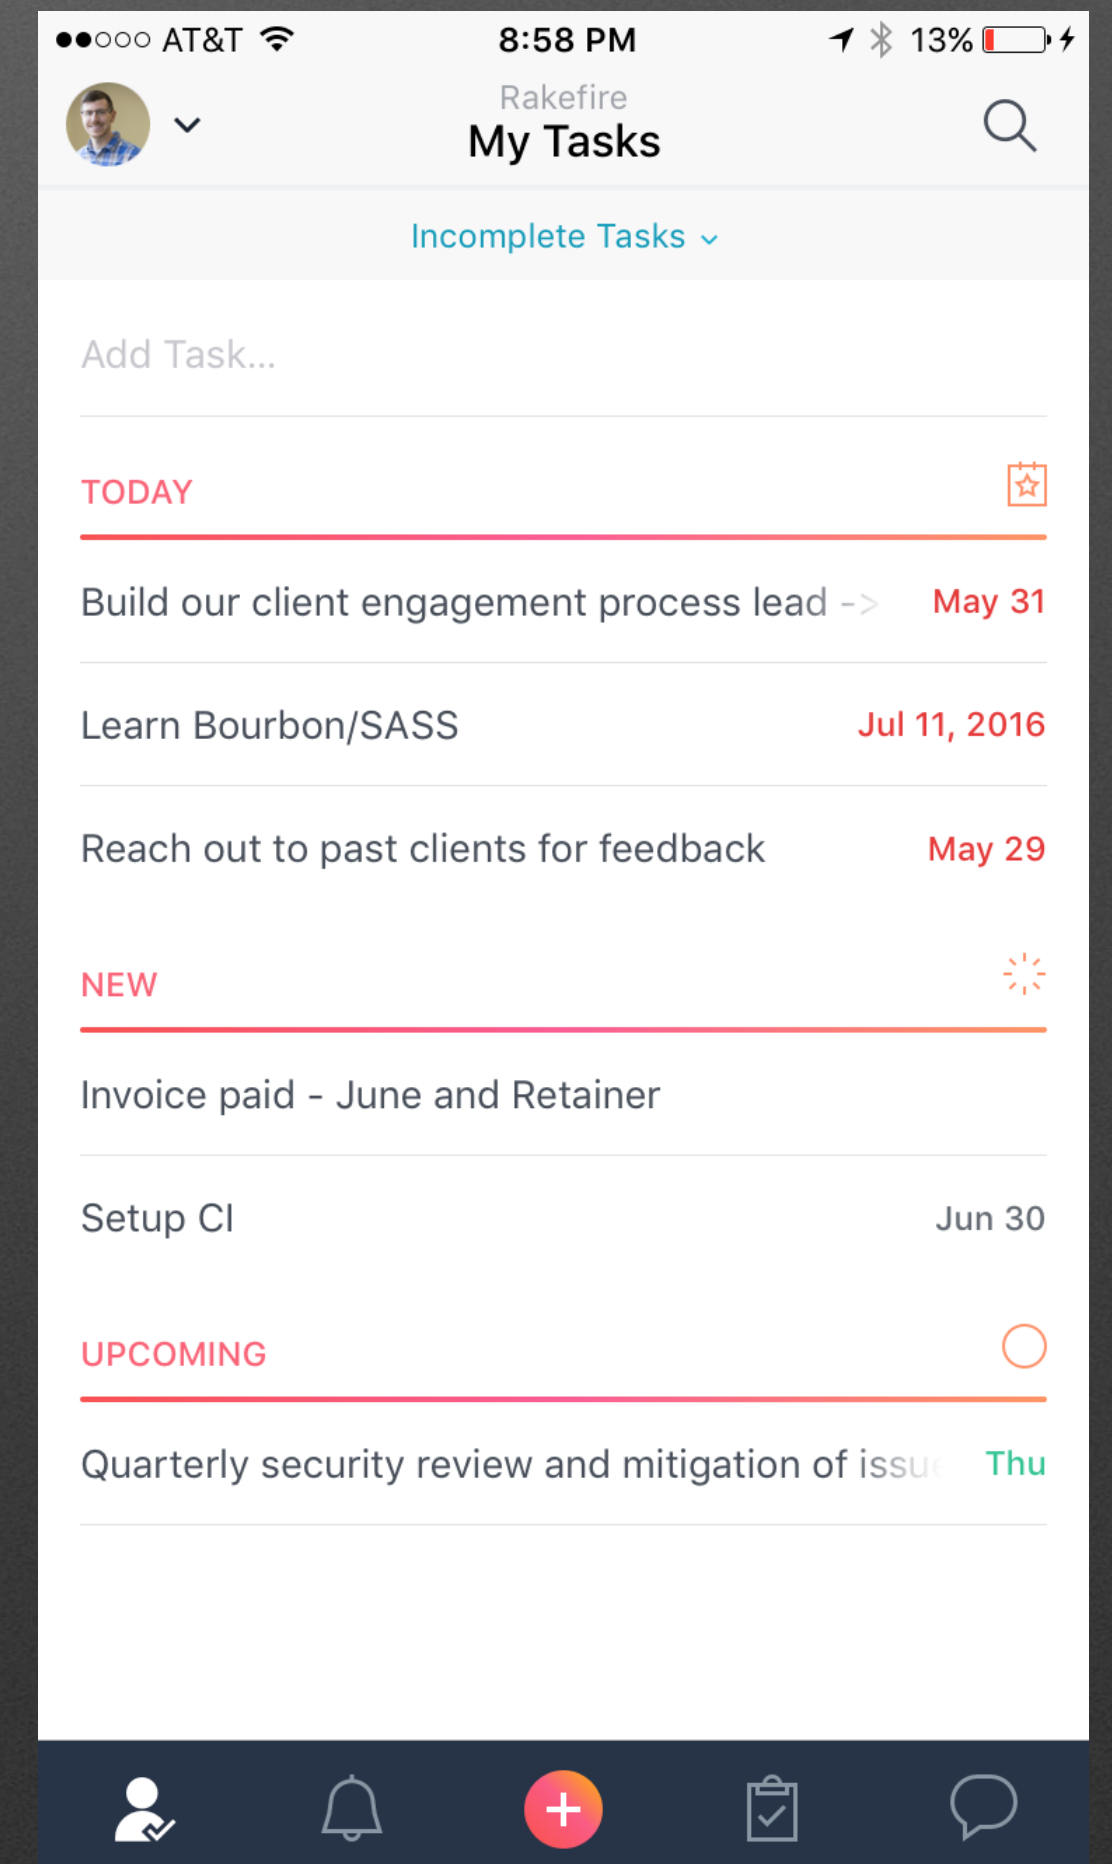 AT&T 8:58 PM 13%
Rakefire
My Tasks
Incomplete Tasks
Add Task...
TODAY
Build our client engagement process lead -> May 31
Learn Bourbon/SASS Jul 11, 2016
Reach out to past clients for feedback May 29
NEW
Invoice paid - June and Retainer
Setup CI Jun 30
UPCOMING
Quarterly security review and mitigation of issue Thu